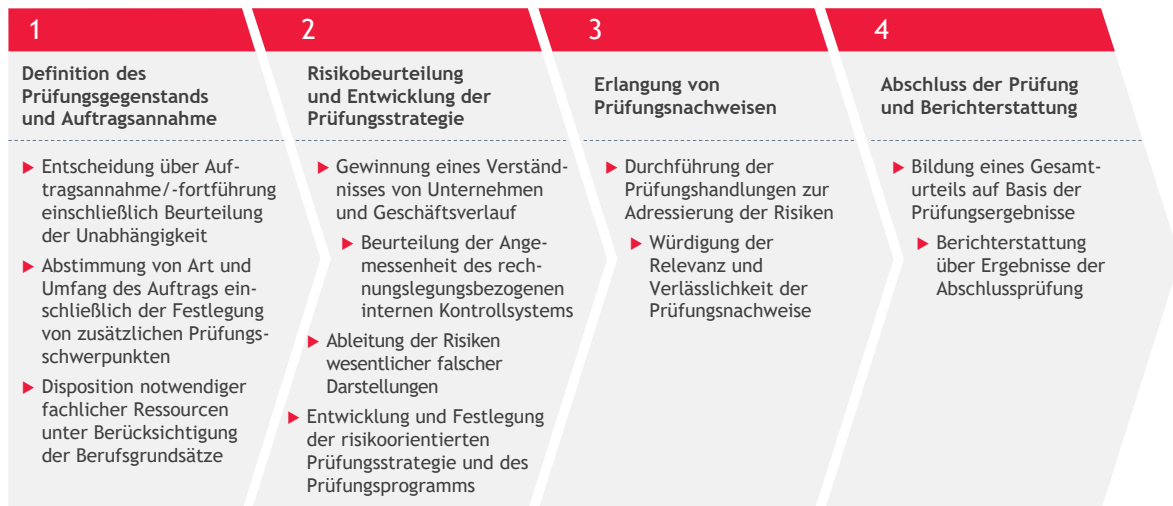 1
Definition des
Prüfungsgegenstands
und Auftragsannahme
▶ Entscheidung über Auf-
tragsannahme/-fortführung
einschließlich Beurteilung
der Unabhängigkeit
▶ Abstimmung von Art und
Umfang des Auftrags ein-
schließlich der Festlegung
von zusätzlichen Prüfungs-
schwerpunkten
▶ Disposition notwendiger
fachlicher Ressourcen
unter Berücksichtigung
der Berufsgrundsätze
2
Risikobeurteilung
und Entwicklung der
Prüfungsstrategie
▶ Gewinnung eines Verständ-
nisses von Unternehmen
und Geschäftsverlauf
▶ Beurteilung der Ange-
messenheit des rech-
nungslegungsbezogenen
internen Kontrollsystems
▶ Ableitung der Risiken
wesentlicher falscher
Darstellungen
▶ Entwicklung und Festlegung
der risikoorientierten
Prüfungsstrategie und des
Prüfungsprogramms
3
Erlangung von
Prüfungsnachweisen
▶ Durchführung der
Prüfungshandlungen zur
Adressierung der Risiken
▶ Würdigung der
Relevanz und
Verlässlichkeit der
Prüfungsnachweise
4
Abschluss der Prüfung
und Berichterstattung
▶ Bildung eines Gesamt-
urteils auf Basis der
Prüfungsergebnisse
▶ Berichterstattung
über Ergebnisse der
Abschlussprüfung